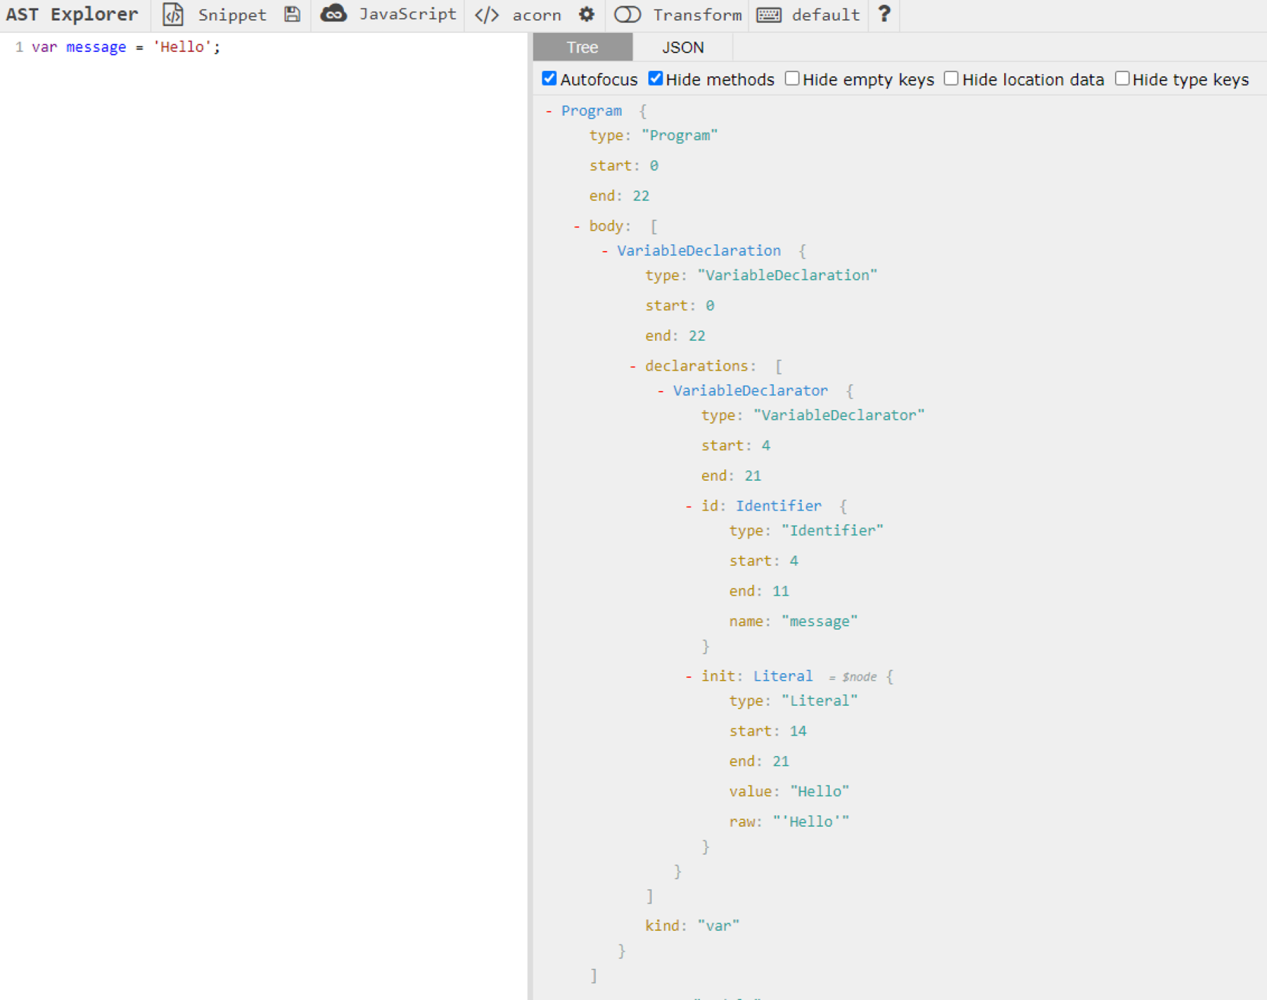 AST Explorer Snippet JavaScript </> acorn Transform default ?
1 var message = 'Hello';
Tree JSON
Autofocus Hide methods Hide empty keys Hide location data Hide type keys
- Program {
type: "Program"
start: 0
end: 22
- body: [
- VariableDeclaration {
type: "VariableDeclaration"
start: 0
end: 22
- declarations: [
- VariableDeclarator {
type: "VariableDeclarator"
start: 4
end: 21
- id: Identifier {
type: "Identifier"
start: 4
end: 11
name: "message"
}
- init: Literal = $node {
type: "Literal"
start: 14
end: 21
value: "Hello"
raw: "'Hello'"
}
}
]
kind: "var"
}
]